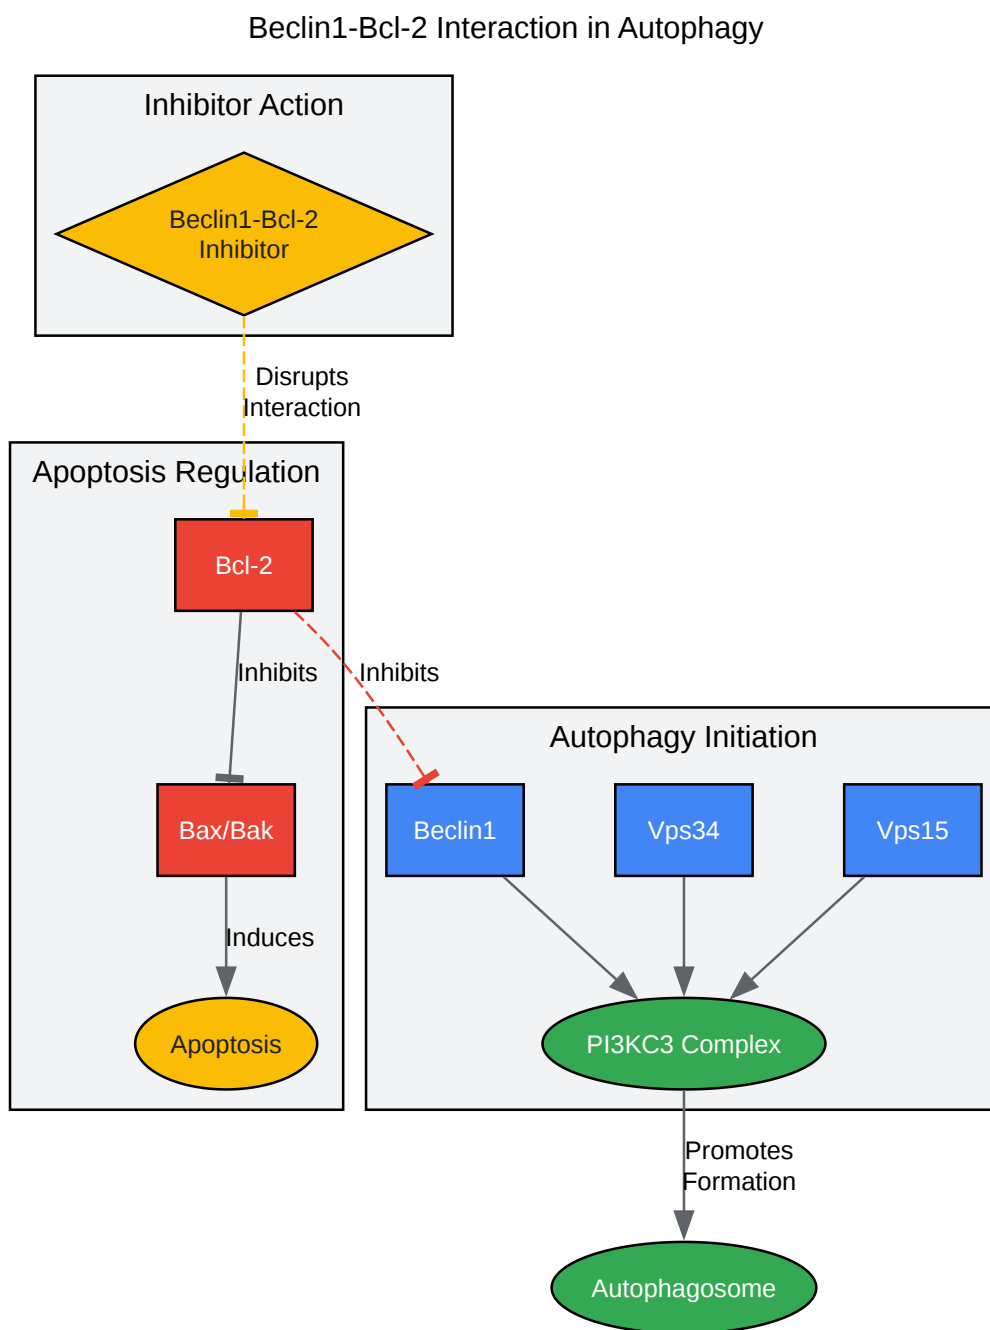 Beclin1-Bcl-2 Interaction in Autophagy
Inhibitor Action
Beclin1-Bcl-2
Inhibitor
Disrupts
Interaction
Apoptosis Regulation
Bcl-2
Inhibits
Inhibits
Autophagy Initiation
Bax/Bak
Beclin1
Vps34
Vps15
Induces
Apoptosis
PI3KC3 Complex
Promotes
Formation
Autophagosome